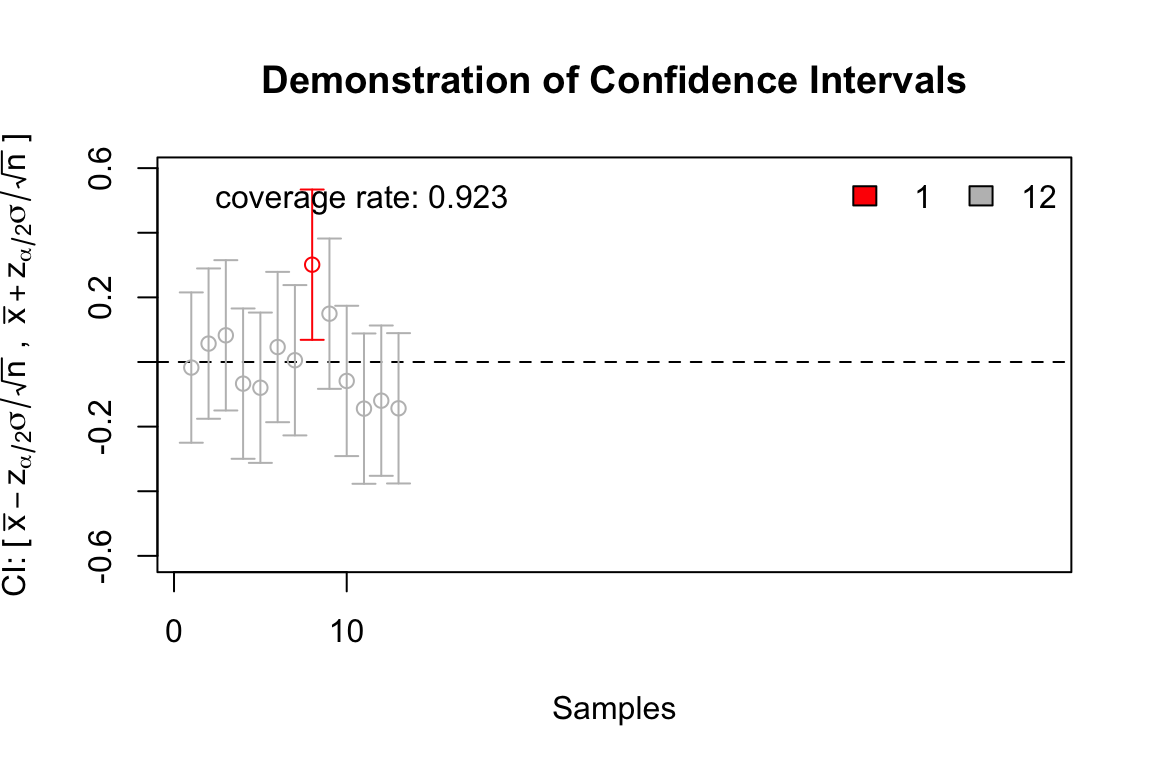 Demonstration of Confidence Intervals
CI: [ x̅ − zα/2σ/√n , x̅ + zα/2σ/√n ]
0.6
0.2
-0.2
-0.6
coverage rate: 0.923
1
12
0
10
Samples